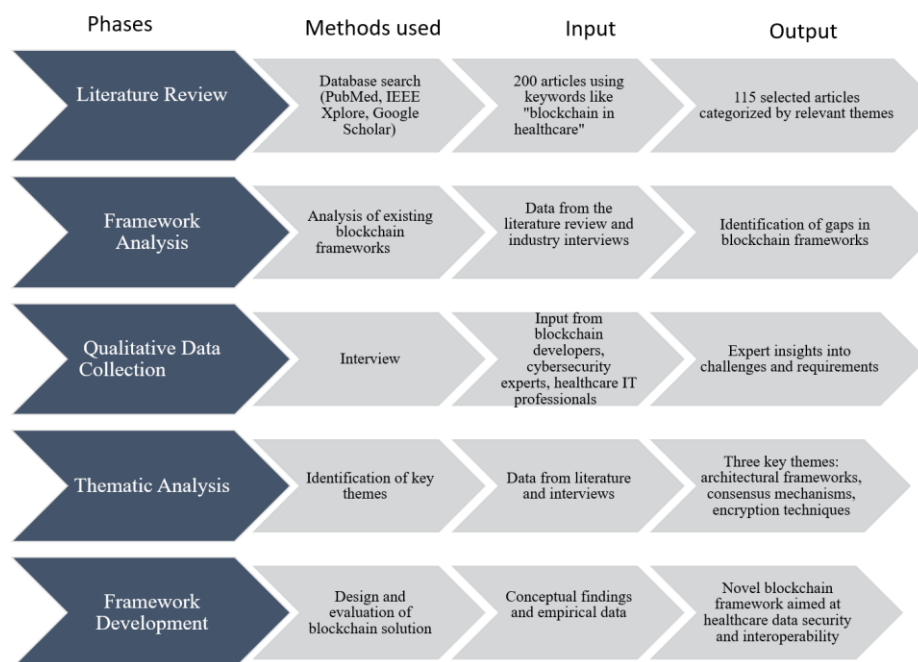 Phases
Methods used
Input
Output
Literature Review
Database search
(PubMed, IEEE
Xplore, Google
Scholar)
200 articles using
keywords like
"blockchain in
healthcare"
115 selected articles
categorized by relevant themes
Framework
Analysis
Analysis of existing
blockchain
frameworks
Data from the
literature review and
industry interviews
Identification of gaps in
blockchain frameworks
Qualitative Data
Collection
Interview
Input from
blockchain
developers,
cybersecurity
experts, healthcare IT
professionals
Expert insights into
challenges and requirements
Thematic Analysis
Identification of key
themes
Data from literature
and interviews
Three key themes:
architectural frameworks,
consensus mechanisms,
encryption techniques
Framework
Development
Design and
evaluation of
blockchain solution
Conceptual findings
and empirical data
Novel blockchain
framework aimed at
healthcare data security
and interoperability